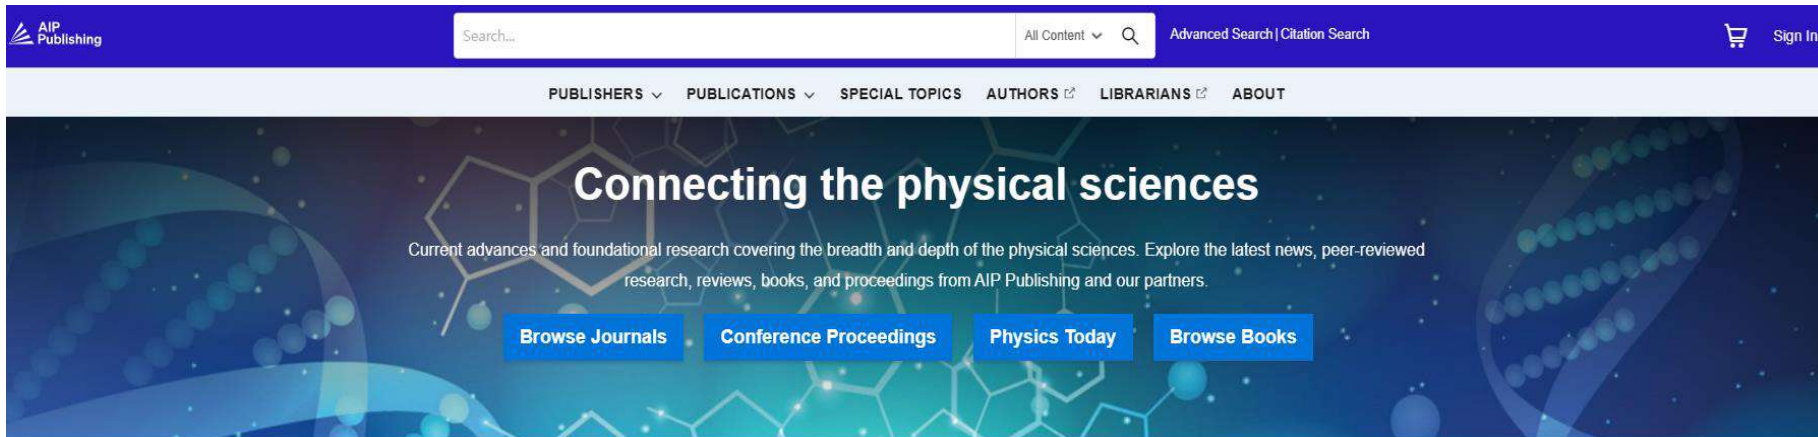 AIP
Publishing
Search...
All Content
Advanced Search | Citation Search
Sign In
PUBLISHERS
PUBLICATIONS
SPECIAL TOPICS
AUTHORS
LIBRARIANS
ABOUT
Connecting the physical sciences
Current advances and foundational research covering the breadth and depth of the physical sciences. Explore the latest news, peer-reviewed
research, reviews, books, and proceedings from AIP Publishing and our partners.
Browse Journals
Conference Proceedings
Physics Today
Browse Books